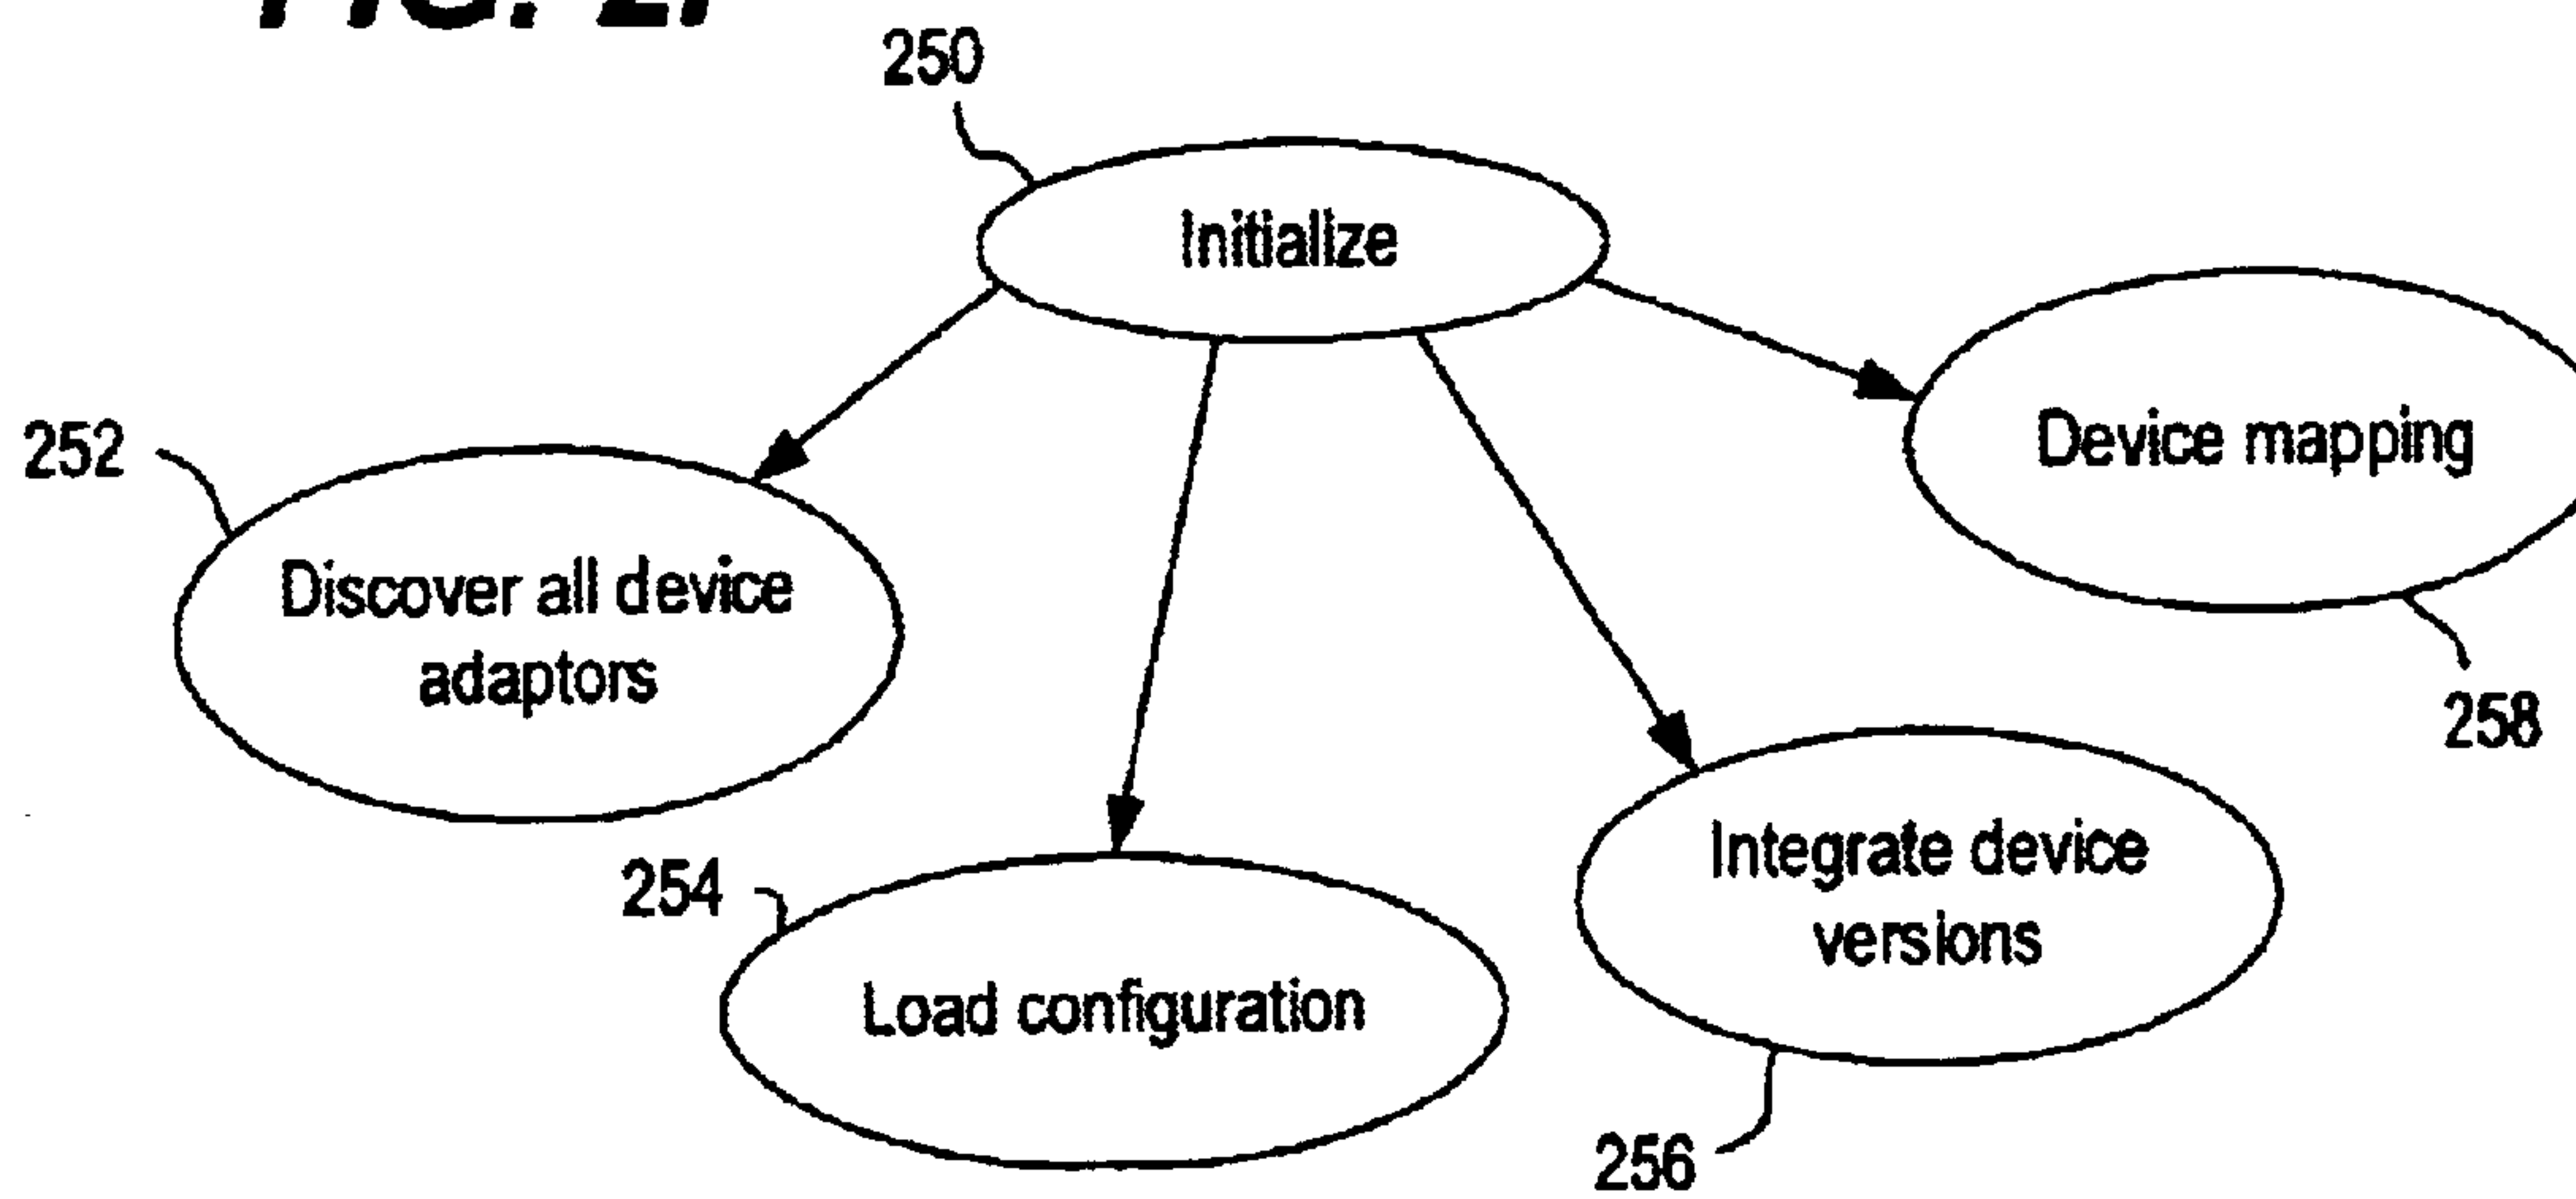 250
Initialize
Device mapping
252
Discover all device
adaptors
258
Integrate device
versions
254
Load configuration
256